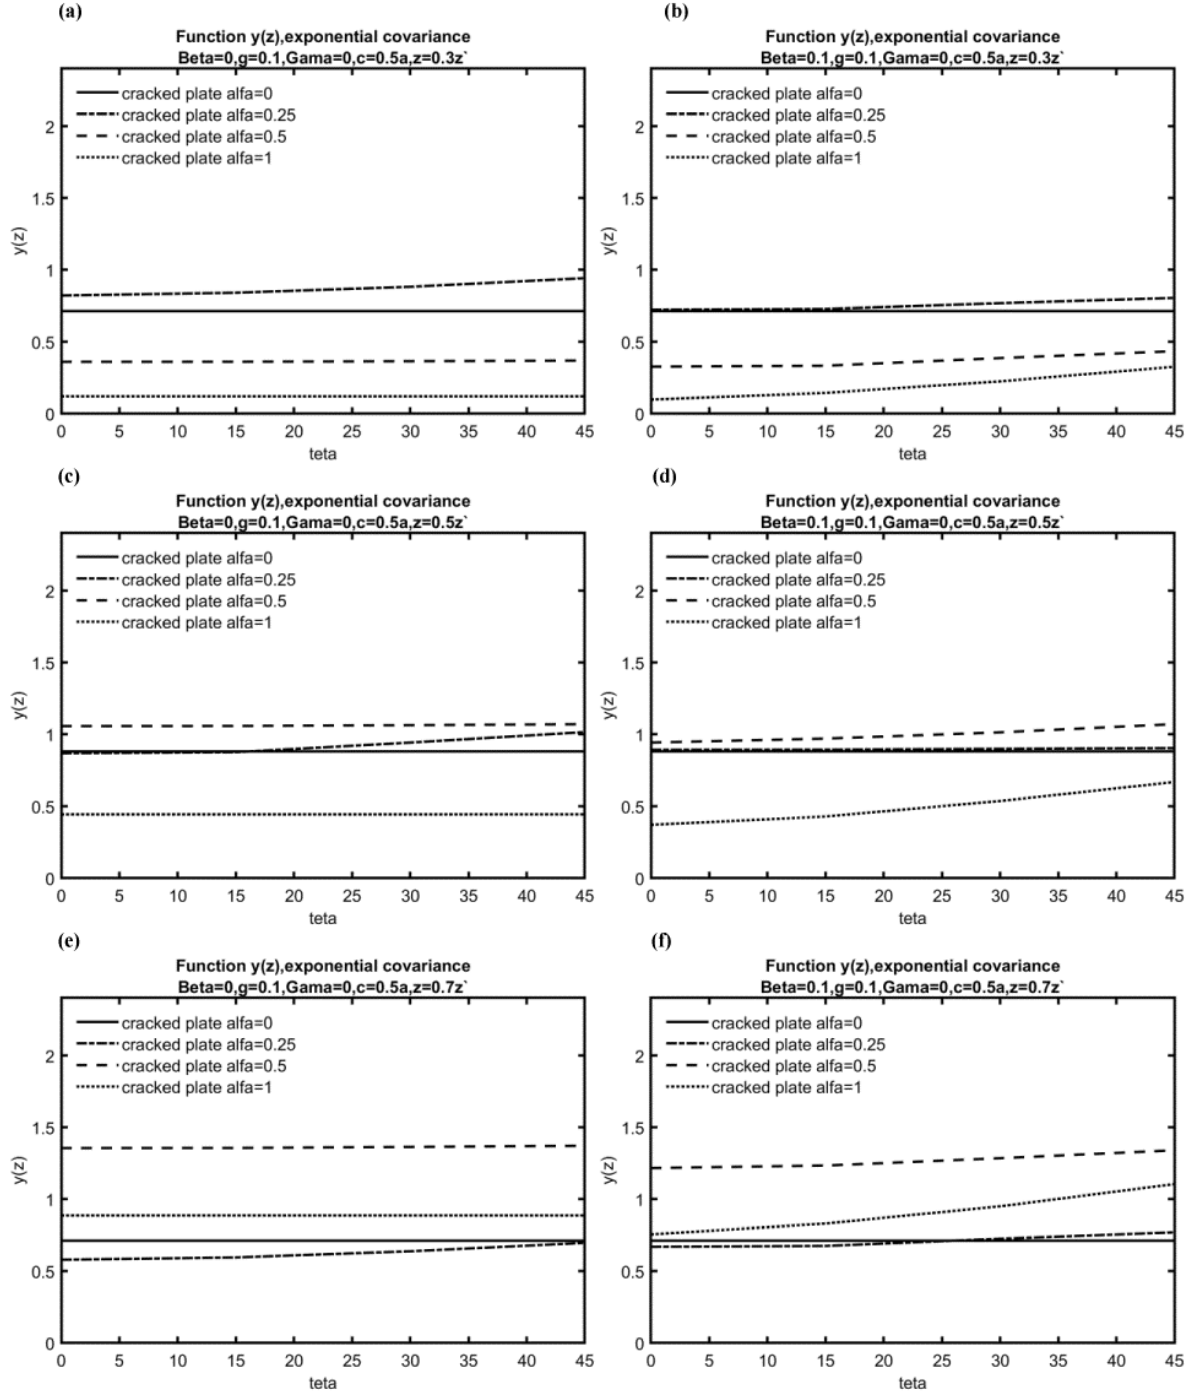 (a)
Function y(z),exponential covariance
Beta=0,g=0.1,Gama=0,c=0.5a,z=0.3z`
cracked plate alfa=0
cracked plate alfa=0.25
cracked plate alfa=0.5
cracked plate alfa=1
2
1.5
1
0.5
0
y(z)
0 5 10 15 20 25 30 35 40 45
teta
(b)
Function y(z),exponential covariance
Beta=0.1,g=0.1,Gama=0,c=0.5a,z=0.3z`
cracked plate alfa=0
cracked plate alfa=0.25
cracked plate alfa=0.5
cracked plate alfa=1
2
1.5
1
0.5
0
y(z)
0 5 10 15 20 25 30 35 40 45
teta
(c)
Function y(z),exponential covariance
Beta=0,g=0.1,Gama=0,c=0.5a,z=0.5z`
cracked plate alfa=0
cracked plate alfa=0.25
cracked plate alfa=0.5
cracked plate alfa=1
2
1.5
1
0.5
0
y(z)
0 5 10 15 20 25 30 35 40 45
teta
(d)
Function y(z),exponential covariance
Beta=0.1,g=0.1,Gama=0,c=0.5a,z=0.5z`
cracked plate alfa=0
cracked plate alfa=0.25
cracked plate alfa=0.5
cracked plate alfa=1
2
1.5
1
0.5
0
y(z)
0 5 10 15 20 25 30 35 40 45
teta
(e)
Function y(z),exponential covariance
Beta=0,g=0.1,Gama=0,c=0.5a,z=0.7z`
cracked plate alfa=0
cracked plate alfa=0.25
cracked plate alfa=0.5
cracked plate alfa=1
2
1.5
1
0.5
0
y(z)
0 5 10 15 20 25 30 35 40 45
teta
(f)
Function y(z),exponential covariance
Beta=0.1,g=0.1,Gama=0,c=0.5a,z=0.7z`
cracked plate alfa=0
cracked plate alfa=0.25
cracked plate alfa=0.5
cracked plate alfa=1
2
1.5
1
0.5
0
y(z)
0 5 10 15 20 25 30 35 40 45
teta